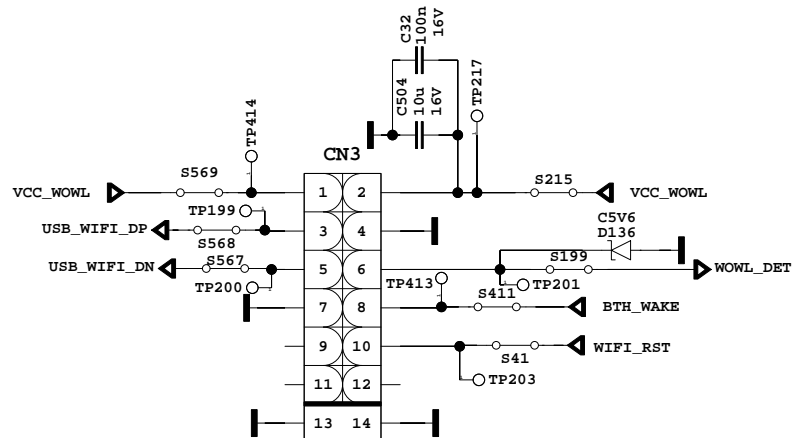 C32
100n
16V
C504
10u
16V
TP217
TP414
CN3
S569
S215
VCC_WOWL
1 2
VCC_WOWL
TP199
C5V6
D136
USB_WIFI_DP
3 4
S568
S567
S199
USB_WIFI_DN
5 6
WOWL_DET
TP413
TP200
TP201
S411
7 8
BTH_WAKE
9 10
WIFI_RST
S41
11 12
TP203
13 14